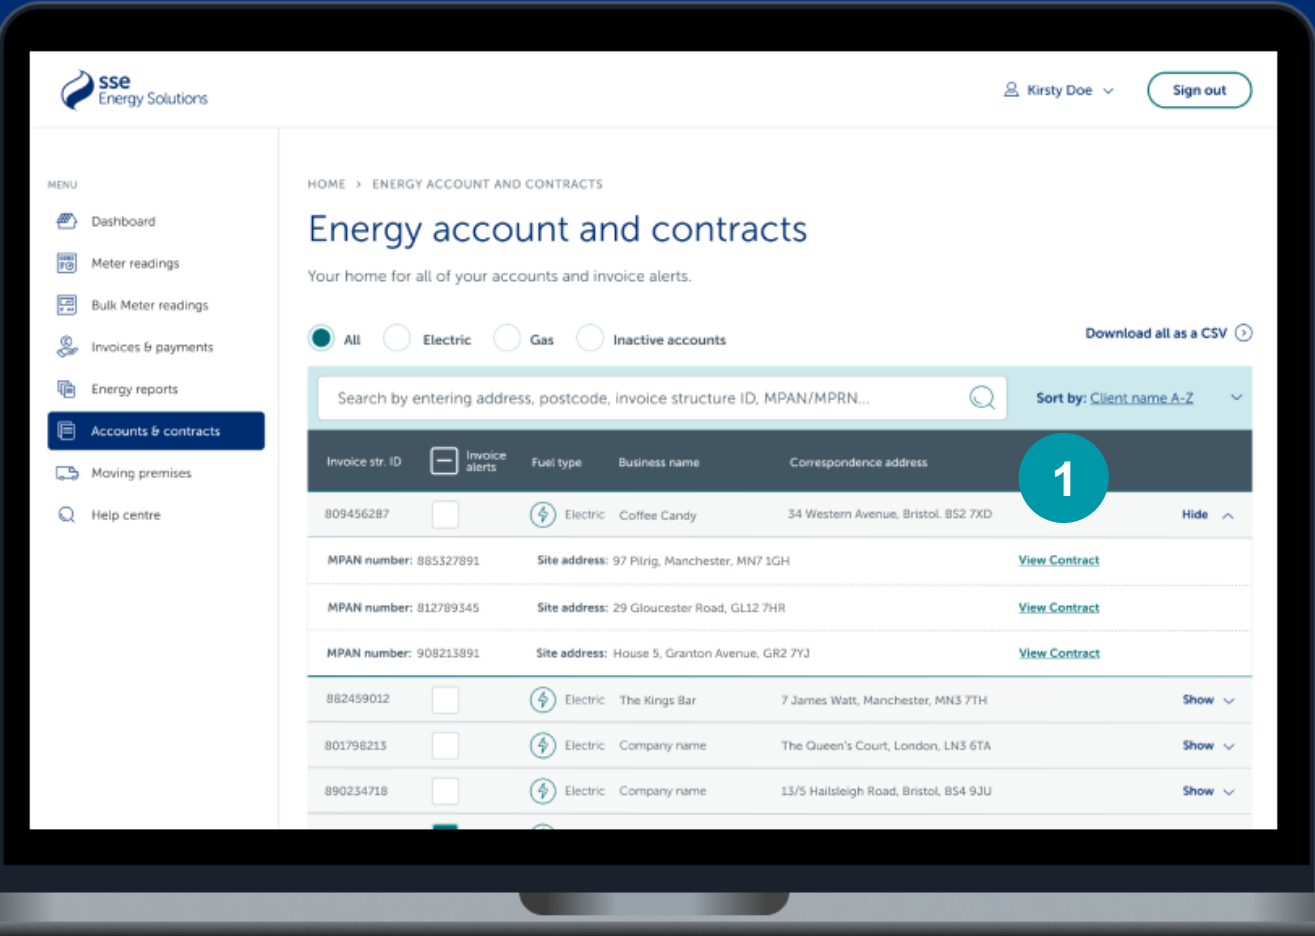 sse
Energy Solutions
Kirsty Doe
Sign out
MENU
Dashboard
Meter readings
Bulk Meter readings
Invoices & payments
Energy reports
Accounts & contracts
Moving premises
Help centre
HOME > ENERGY ACCOUNT AND CONTRACTS
Energy account and contracts
Your home for all of your accounts and invoice alerts.
All Electric Gas Inactive accounts
Download all as a CSV
Search by entering address, postcode, invoice structure ID, MPAN/MPRN...
Sort by: Client name A-Z
Invoice str. ID Invoice alerts Fuel type Business name Correspondence address
1
809456287 Electric Coffee Candy 34 Western Avenue, Bristol. BS2 7XD Hide
MPAN number: 885327891 Site address: 97 Pilrig, Manchester, MN7 1GH View Contract
MPAN number: 812789345 Site address: 29 Gloucester Road, GL12 7HR View Contract
MPAN number: 908213891 Site address: House 5, Granton Avenue, GR2 7YJ View Contract
882459012 Electric The Kings Bar 7 James Watt, Manchester, MN3 7TH Show
801798213 Electric Company name The Queen's Court, London, LN3 6TA Show
890234718 Electric Company name 13/5 Hailsleigh Road, Bristol, BS4 9JU Show